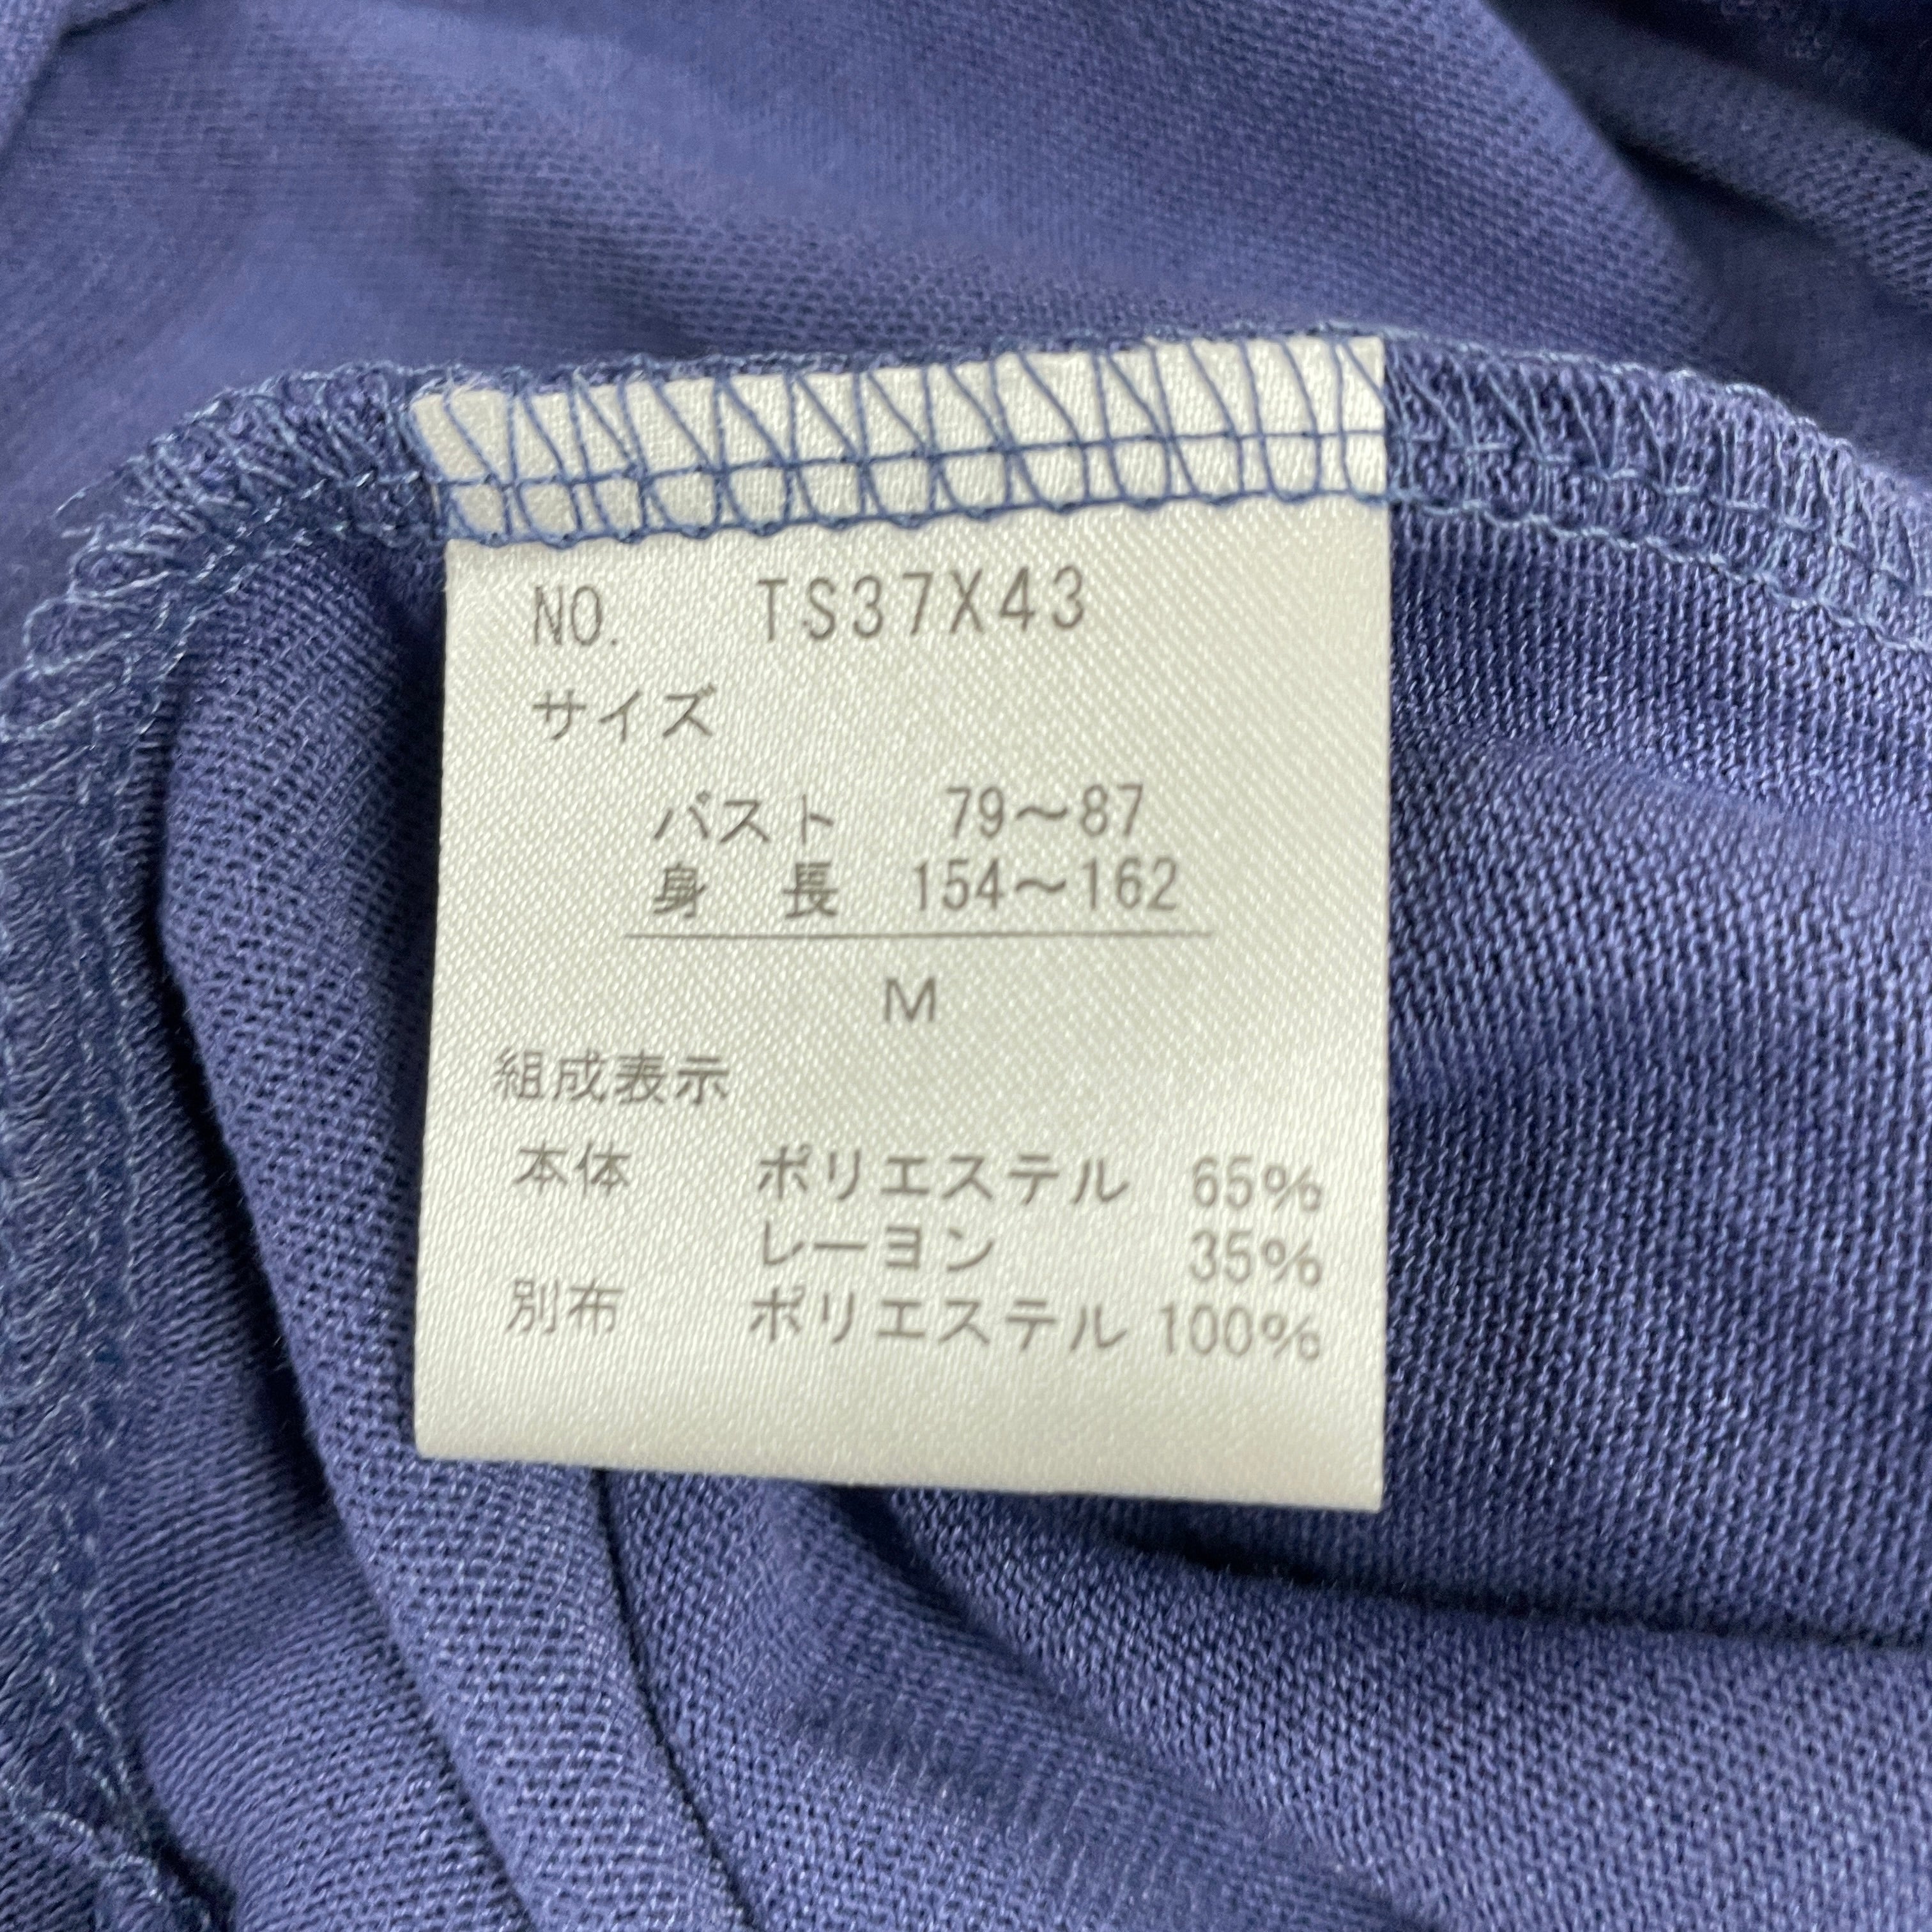 NO. TS37X43
サイズ
バスト 79～87
身 長 154～162
M
組成表示
本体 ポリエステル 65%
レーヨン 35%
別布 ポリエステル 100%